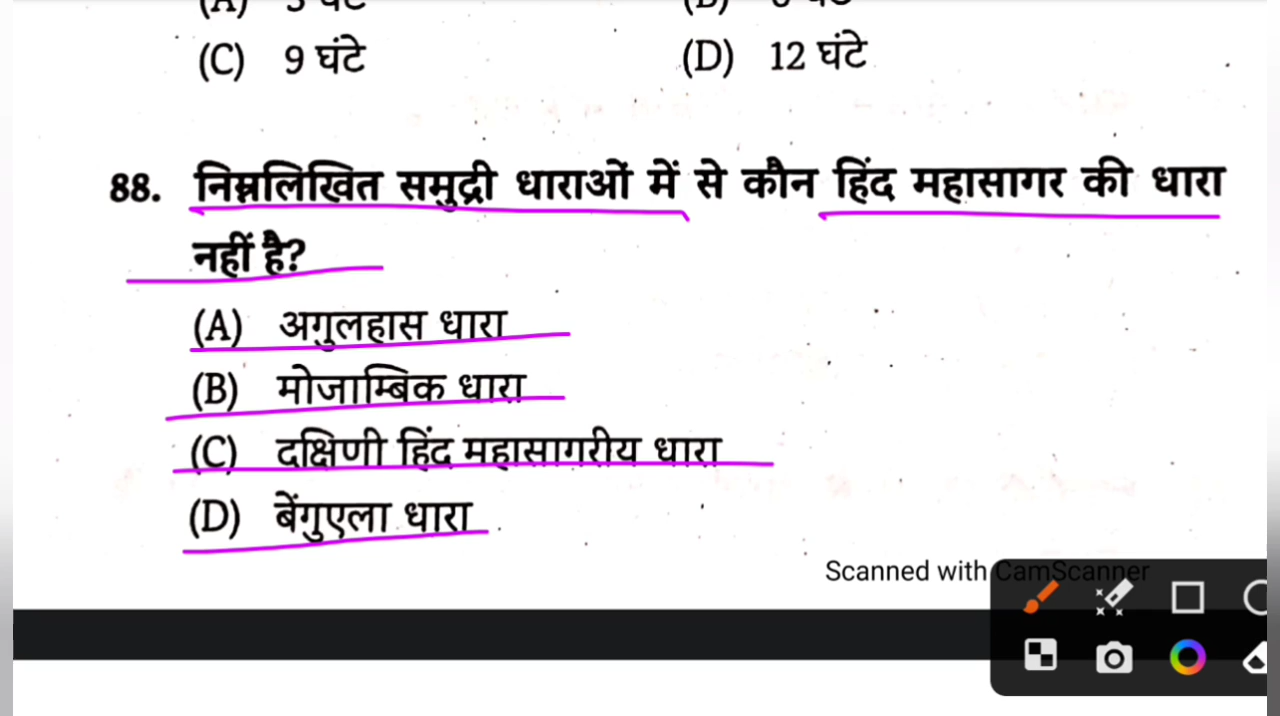 (C) 9 घंटे (D) 12 घंटे
88. निम्नलिखित समुद्री धाराओं में से कौन हिंद महासागर की धारा
नहीं है?
(A) अगुलहास धारा
(B) मोजाम्बिक धारा
(C) दक्षिणी हिंद महासागरीय धारा
(D) बेंगुएला धारा
Scanned with CamScanner